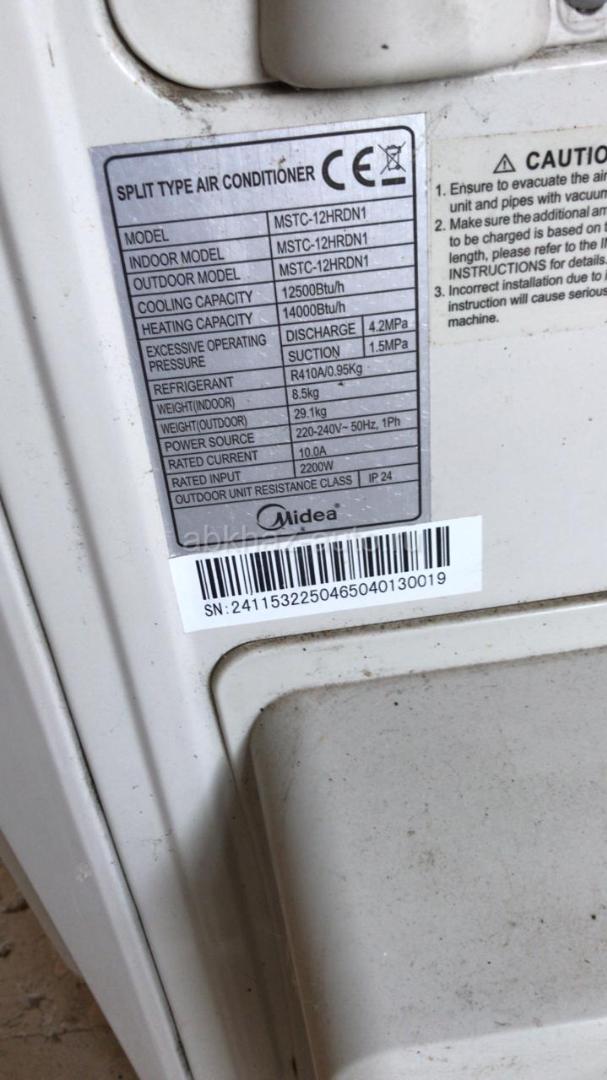 SPLIT TYPE AIR CONDITIONER CE
MODEL MSTC-12HRDN1
INDOOR MODEL MSTC-12HRDN1
OUTDOOR MODEL MSTC-12HRDN1
COOLING CAPACITY 12500Btu/h
HEATING CAPACITY 14000Btu/h
EXCESSIVE OPERATING PRESSURE DISCHARGE 4.2MPa
SUCTION 1.5MPa
REFRIGERANT R410A/0.95Kg
WEIGHT(INDOOR) 8.5kg
WEIGHT(OUTDOOR) 29.1kg
POWER SOURCE 220-240V~ 50Hz, 1Ph
RATED CURRENT 10.0A
RATED INPUT 2200W
OUTDOOR UNIT RESISTANCE CLASS IP 24
Midea
SN: 2411532250465040130019
CAUTIO
1. Ensure to evacuate the air
unit and pipes with vacuum
2. Make sure the additional am
to be charged is based on t
length, please refer to the I
INSTRUCTIONS for details.
3. Incorrect installation due to
instruction will cause serious
machine.